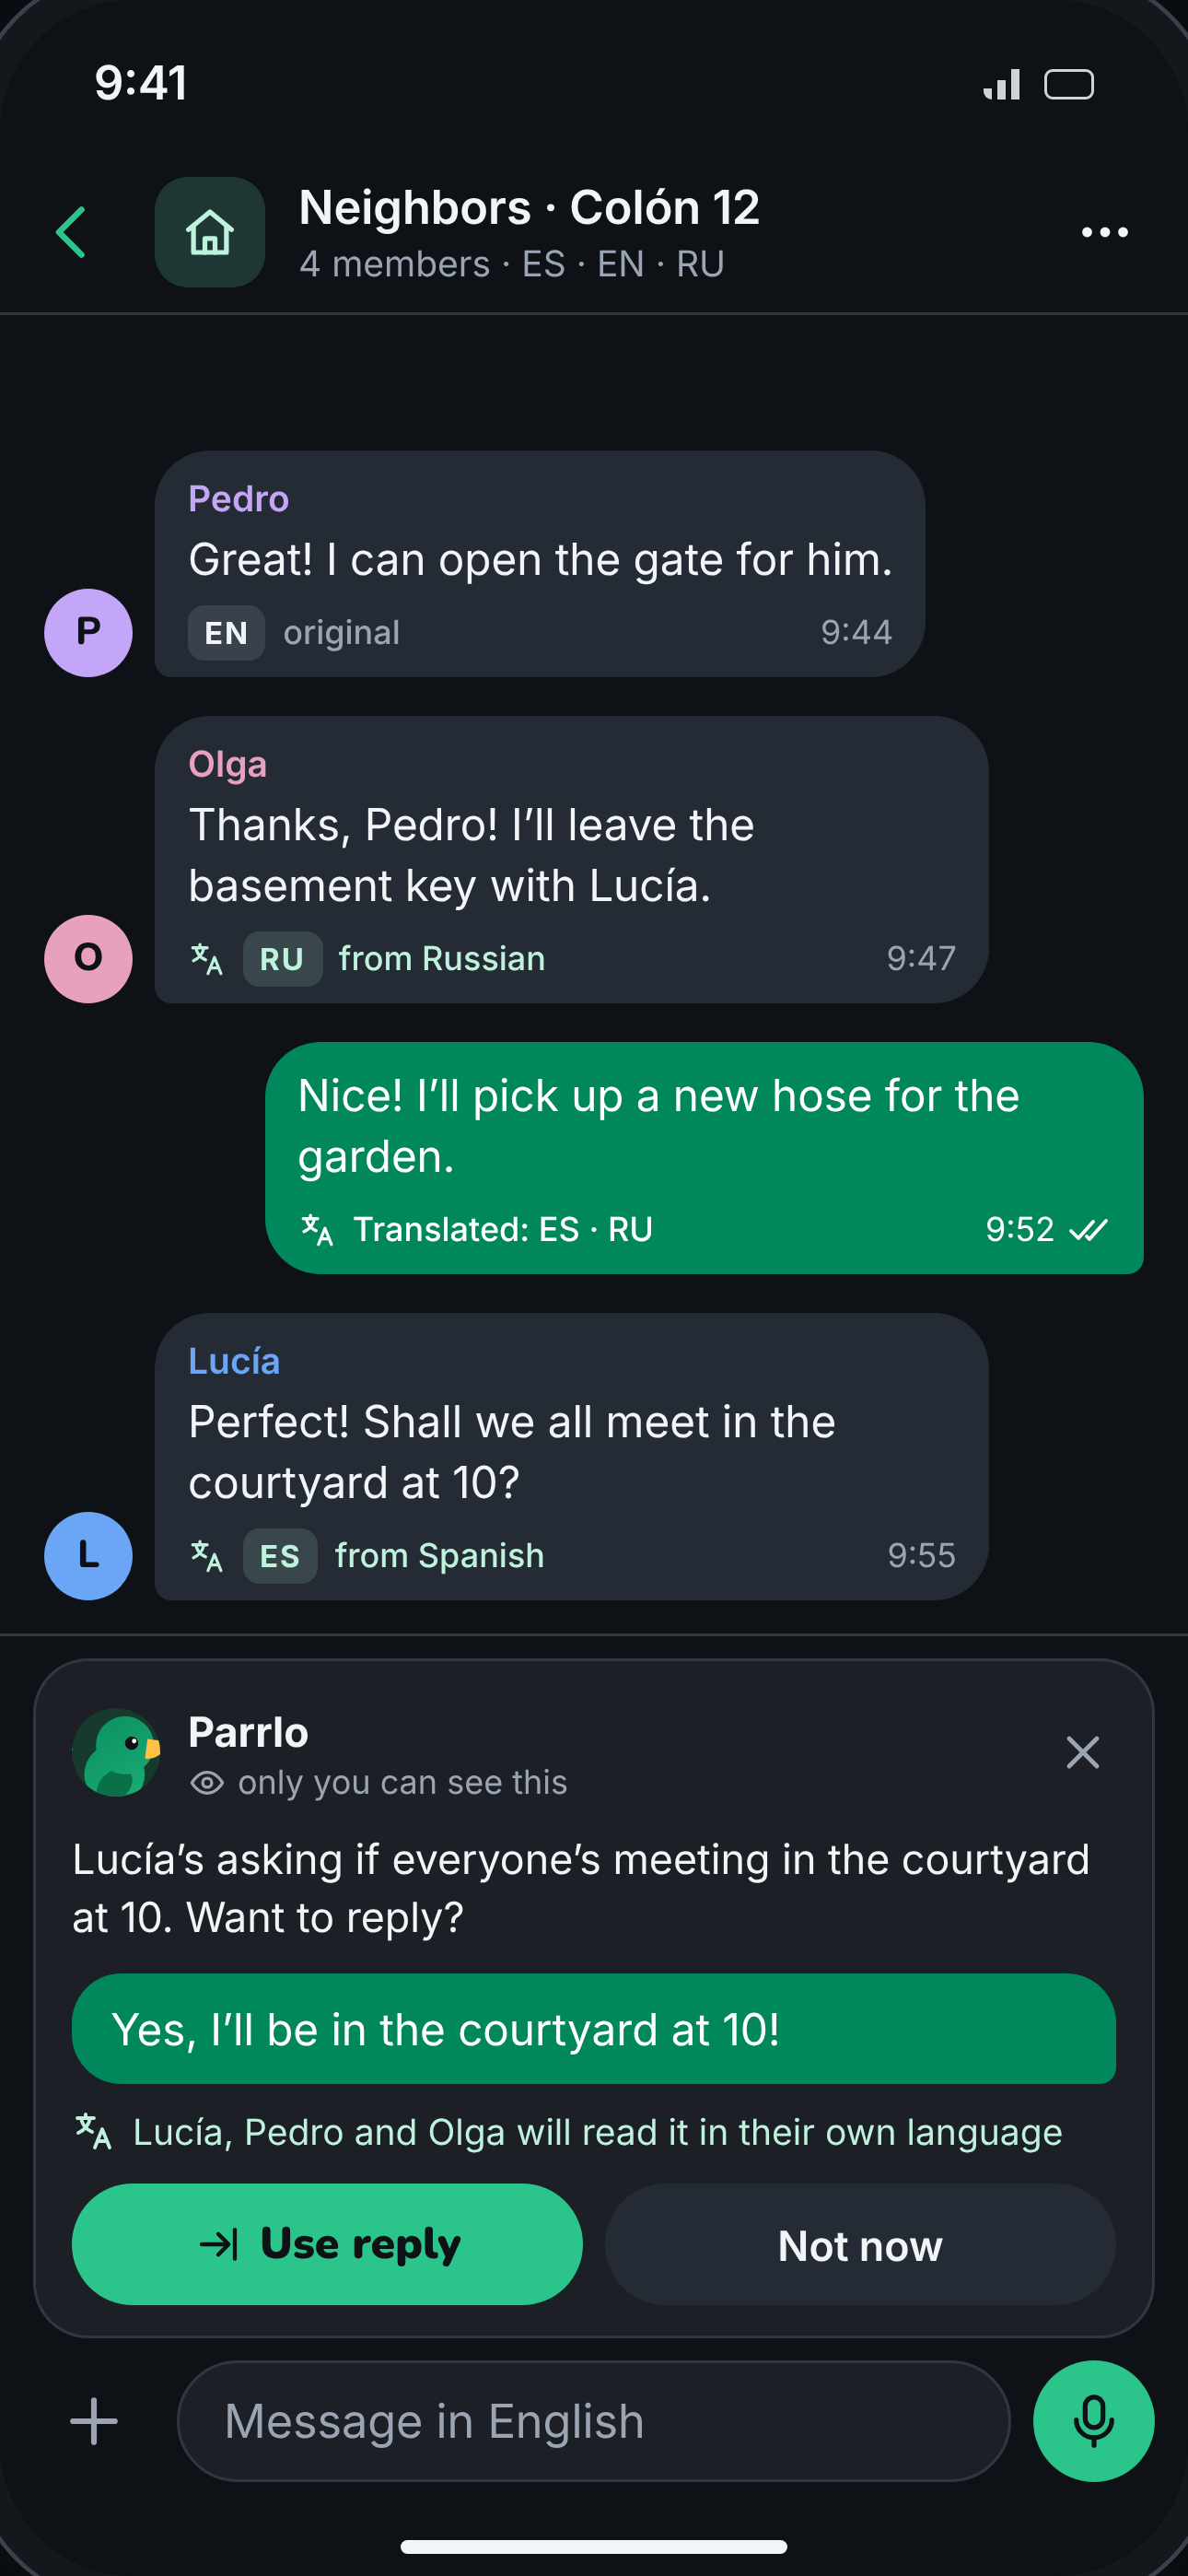 9:41
Neighbors · Colón 12
4 members · ES · EN · RU
Pedro
Great! I can open the gate for him.
EN original 9:44
P
Olga
Thanks, Pedro! I’ll leave the
basement key with Lucía.
RU from Russian 9:47
O
Nice! I’ll pick up a new hose for the
garden.
Translated: ES · RU 9:52
Lucía
Perfect! Shall we all meet in the
courtyard at 10?
ES from Spanish 9:55
L
Parrlo
only you can see this
Lucía’s asking if everyone’s meeting in the courtyard
at 10. Want to reply?
Yes, I’ll be in the courtyard at 10!
Lucía, Pedro and Olga will read it in their own language
Use reply
Not now
Message in English